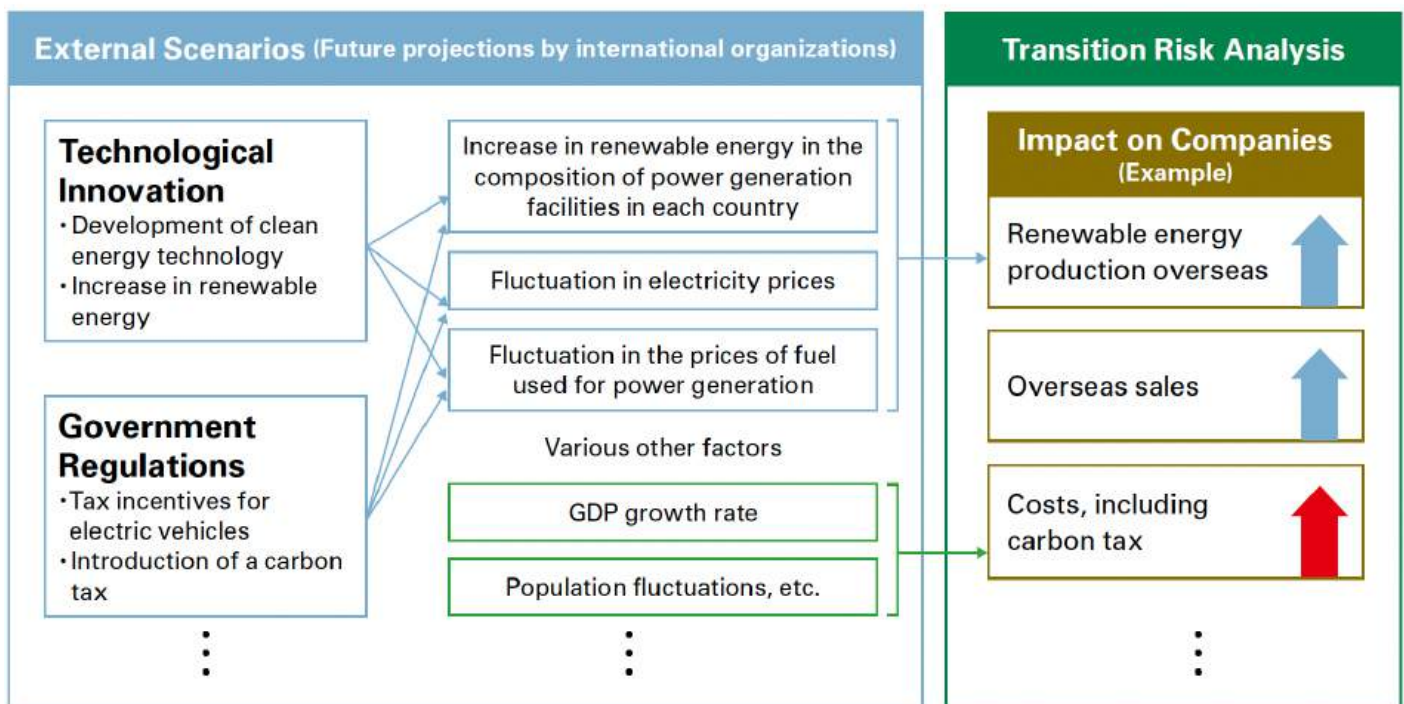 External Scenarios (Future projections by international organizations)
Technological
Innovation
・Development of clean
energy technology
・Increase in renewable
energy
Government
Regulations
・Tax incentives for
electric vehicles
・Introduction of a carbon
tax
Increase in renewable energy in the
composition of power generation
facilities in each country
Fluctuation in electricity prices
Fluctuation in the prices of fuel
used for power generation
Various other factors
GDP growth rate
Population fluctuations, etc.
Transition Risk Analysis
Impact on Companies
(Example)
Renewable energy
production overseas
Overseas sales
Costs, including
carbon tax